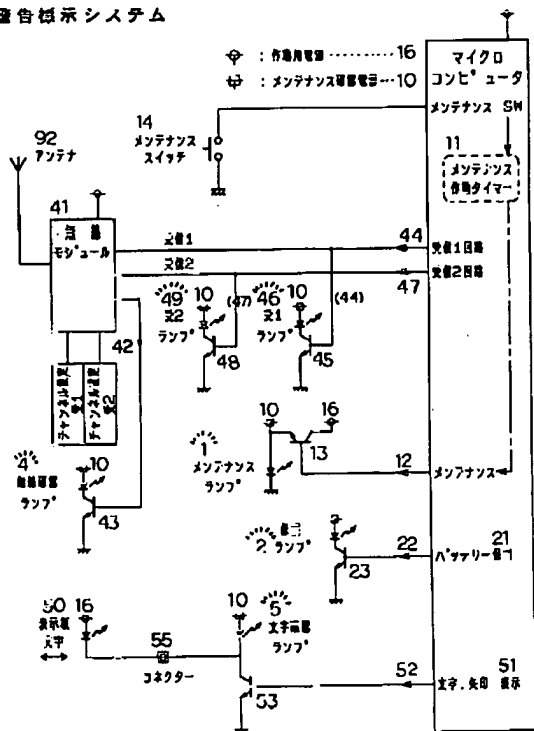 警告標示システム
: 作動用電源 ········ 16
: メンテナンス確認電源 ··· 10
マイクロ
コンピュータ
メンテナンス SW
14
メンテナンス
スイッチ
92
アンテナ
11
メンテナンス
作動タイマー
41
無線
モジュール
受信1
44
受信1回路
受信2
47
受信2回路
49
10
受2
ランプ
(47)
48
46
10
受1
ランプ
(44)
45
42
チャンネル設定
受1
チャンネル設定
受2
10
16
1
メンテナンス
ランプ
13
12
メンテナンス
4
10
無線確認
ランプ
43
2
ランプ
2
23
22
21
バッテリー
50
16
表示板
文字
10
5
文字確認
ランプ
55
コネクター
53
52
51
文字.矢印 表示